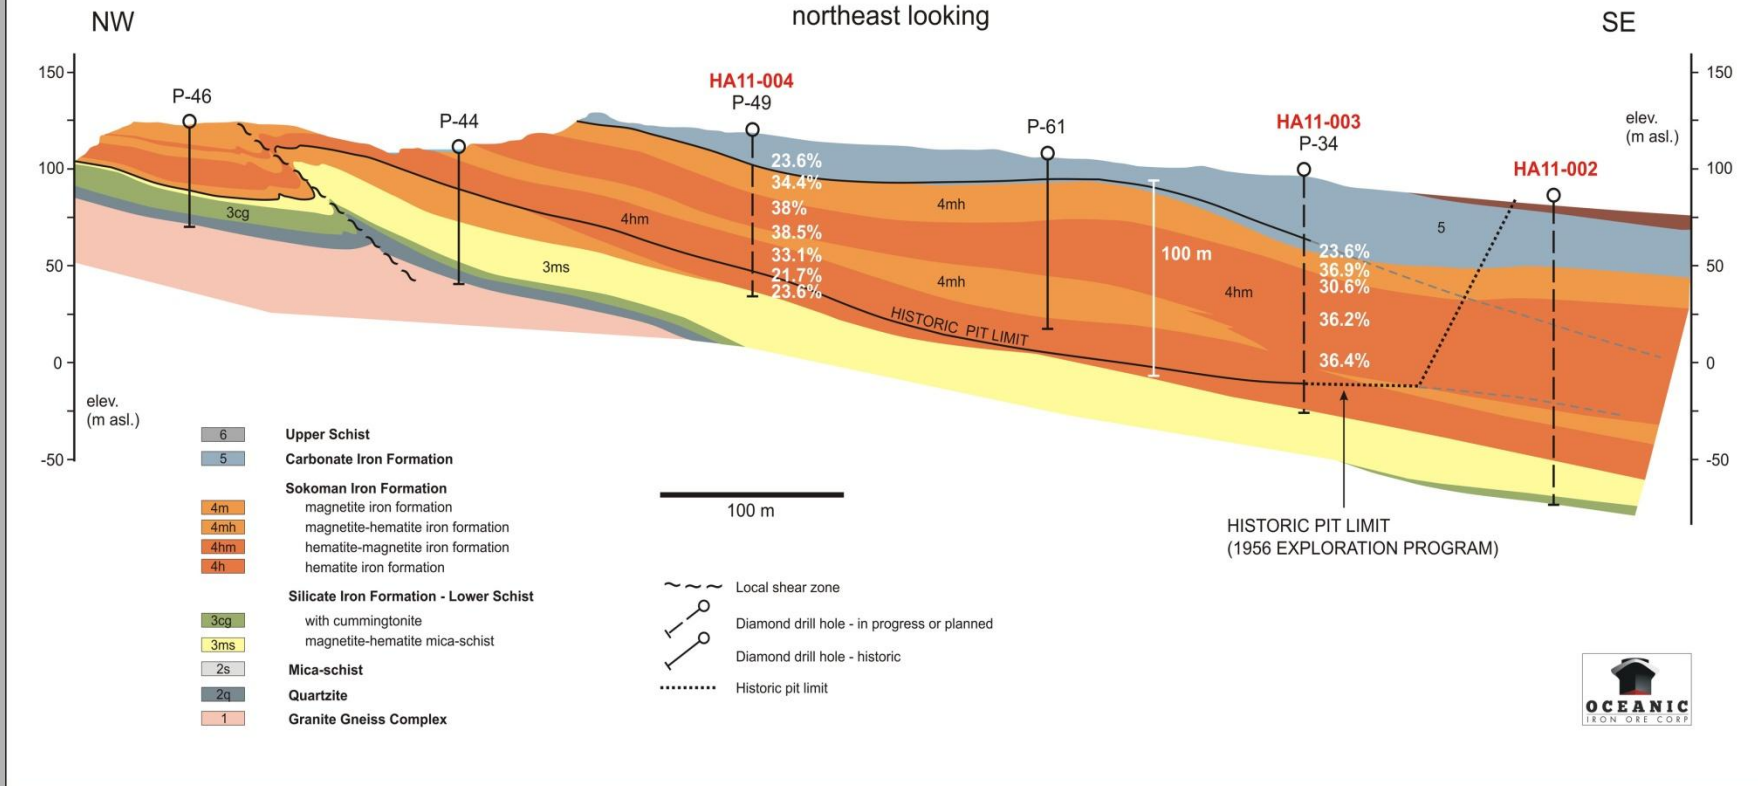 northeast looking
NW
SE
150
100
50
0
-50
elev.
(m asl.)
150
100
50
0
-50
elev.
(m asl.)
P-46
P-44
HA11-004
P-49
P-61
HA11-003
P-34
HA11-002
23.6%
34.4%
38%
38.5%
33.1%
21.7%
23.6%
23.6%
36.9%
30.6%
36.2%
36.4%
3cg
3ms
4hm
4mh
4mh
4hm
5
100 m
HISTORIC PIT LIMIT
HISTORIC PIT LIMIT
(1956 EXPLORATION PROGRAM)
100 m
6 Upper Schist
5 Carbonate Iron Formation
Sokoman Iron Formation
4m magnetite iron formation
4mh magnetite-hematite iron formation
4hm hematite-magnetite iron formation
4h hematite iron formation
Silicate Iron Formation - Lower Schist
3cg with cummingtonite
3ms magnetite-hematite mica-schist
2s Mica-schist
2q Quartzite
1 Granite Gneiss Complex
Local shear zone
Diamond drill hole - in progress or planned
Diamond drill hole - historic
Historic pit limit
OCEANIC
IRON ORE CORP